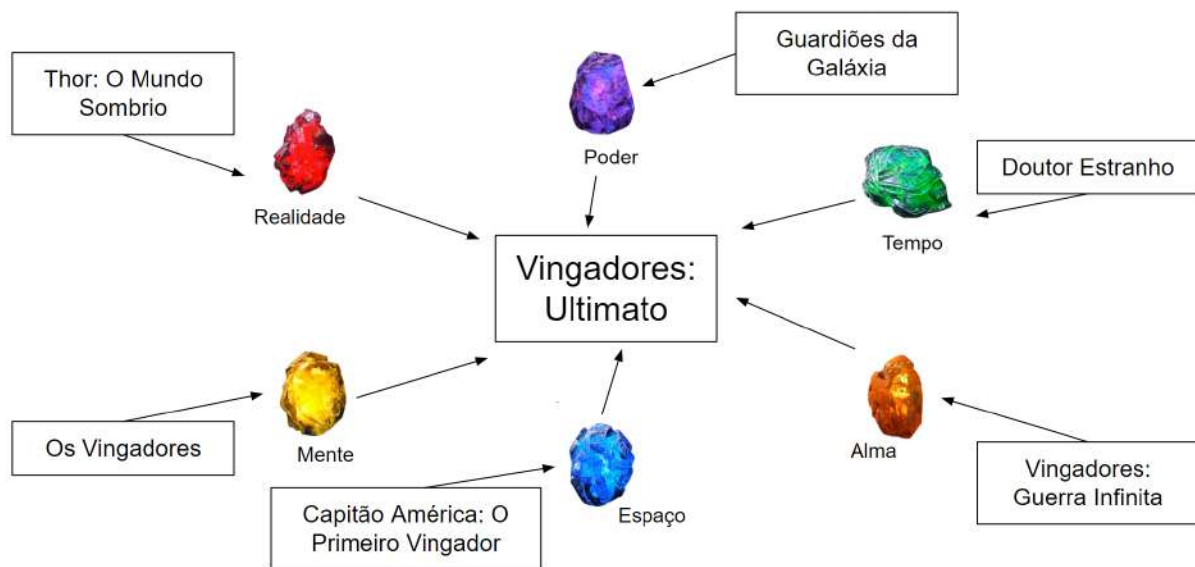 Guardiões da
Galáxia
Thor: O Mundo
Sombrio
Poder
Doutor Estranho
Realidade
Tempo
Vingadores:
Ultimato
Os Vingadores
Mente
Alma
Capitão América: O
Primeiro Vingador
Espaço
Vingadores:
Guerra Infinita